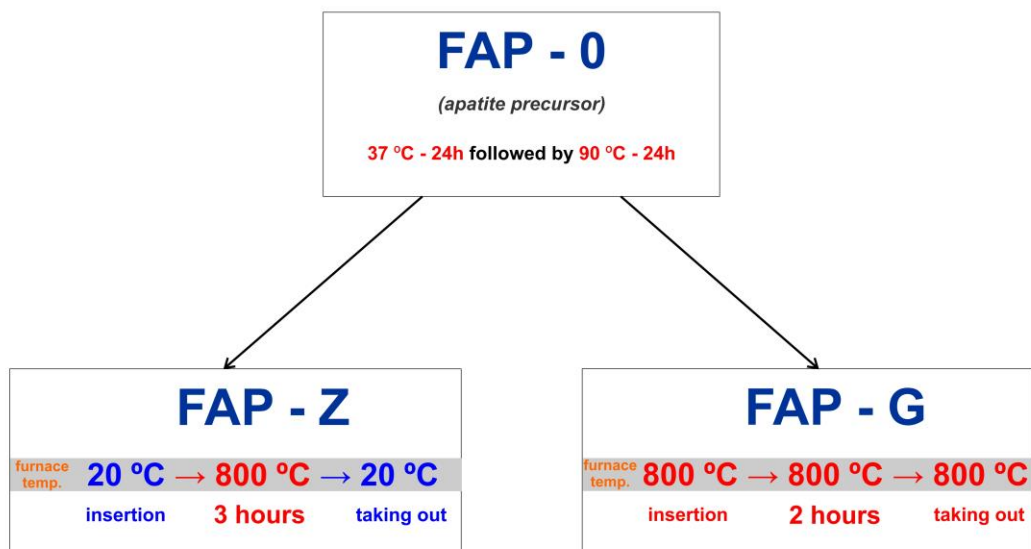 FAP - 0
(apatite precursor)
37 ºC - 24h followed by 90 ºC - 24h
FAP - Z
furnace temp. 20 ºC → 800 ºC → 20 ºC
insertion 3 hours taking out
FAP - G
furnace temp. 800 ºC → 800 ºC → 800 ºC
insertion 2 hours taking out